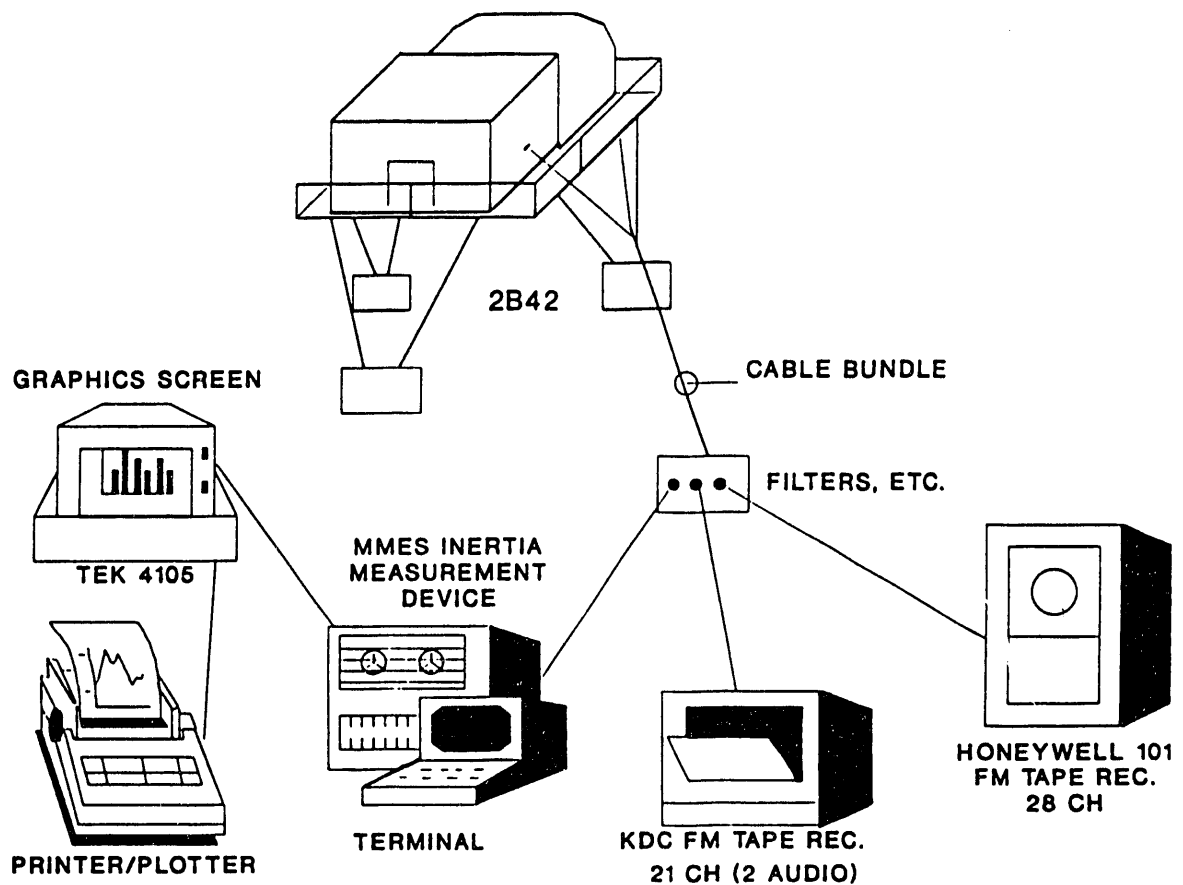 2B42
CABLE BUNDLE
GRAPHICS SCREEN
FILTERS, ETC.
TEK 4105
MMES INERTIA
MEASUREMENT
DEVICE
HONEYWELL 101
FM TAPE REC.
28 CH
TERMINAL
KDC FM TAPE REC.
21 CH (2 AUDIO)
PRINTER/PLOTTER